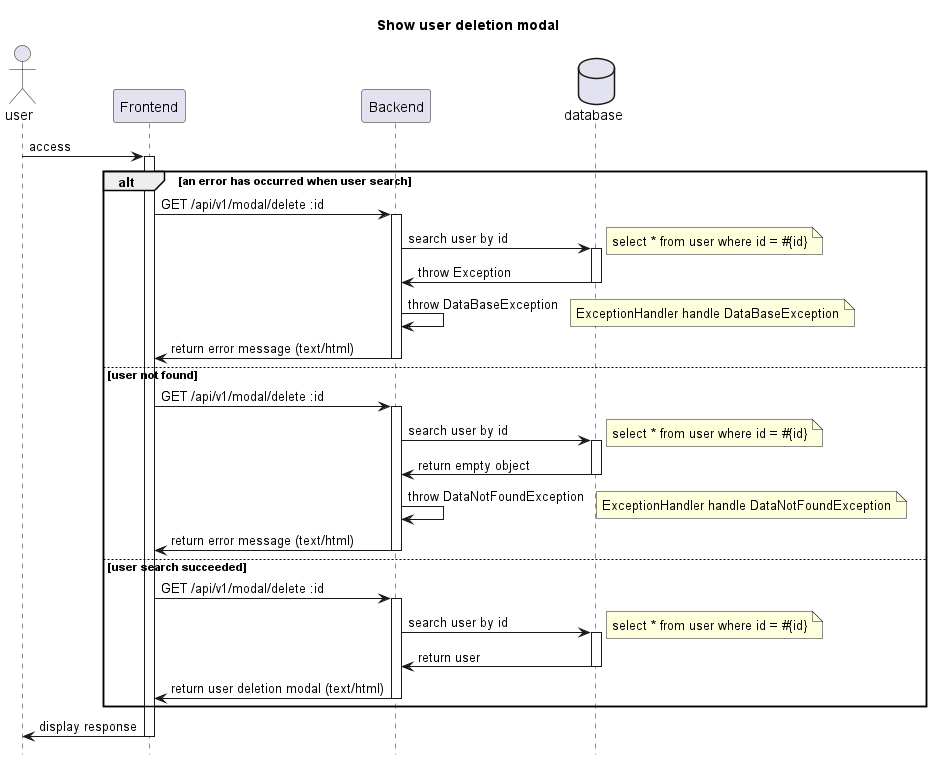 Show user deletion modal
user
Frontend
Backend
database
access
alt
[an error has occurred when user search]
GET /api/v1/modal/delete :id
search user by id
select * from user where id = #{id}
throw Exception
throw DataBaseException
ExceptionHandler handle DataBaseException
return error message (text/html)
[user not found]
GET /api/v1/modal/delete :id
search user by id
select * from user where id = #{id}
return empty object
throw DataNotFoundException
ExceptionHandler handle DataNotFoundException
return error message (text/html)
[user search succeeded]
GET /api/v1/modal/delete :id
search user by id
select * from user where id = #{id}
return user
return user deletion modal (text/html)
display response